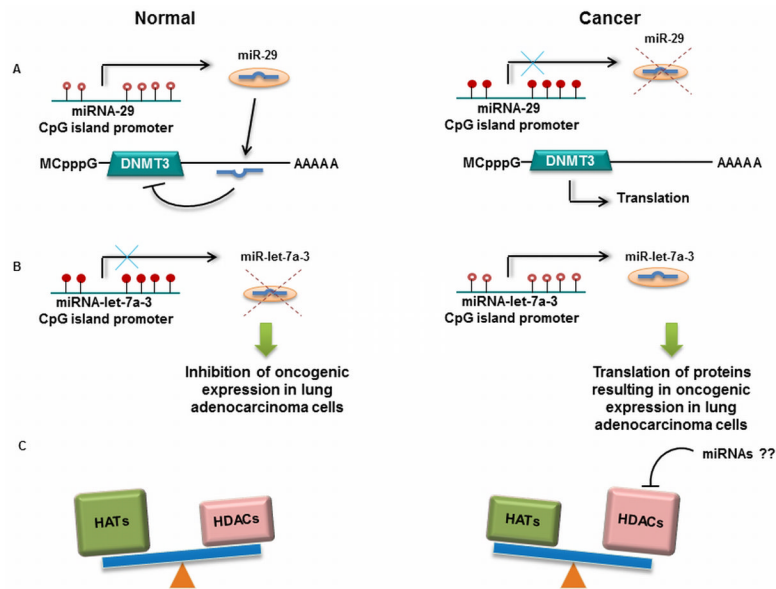 Normal
Cancer
A
miR-29
miRNA-29
CpG island promoter
MCpppG
DNMT3
AAAAA
miR-29
miRNA-29
CpG island promoter
MCpppG
DNMT3
AAAAA
Translation
B
miR-let-7a-3
miRNA-let-7a-3
CpG island promoter
Inhibition of oncogenic
expression in lung
adenocarcinoma cells
miR-let-7a-3
miRNA-let-7a-3
CpG island promoter
Translation of proteins
resulting in oncogenic
expression in lung
adenocarcinoma cells
C
HATs
HDACs
miRNAs ??
HATs
HDACs